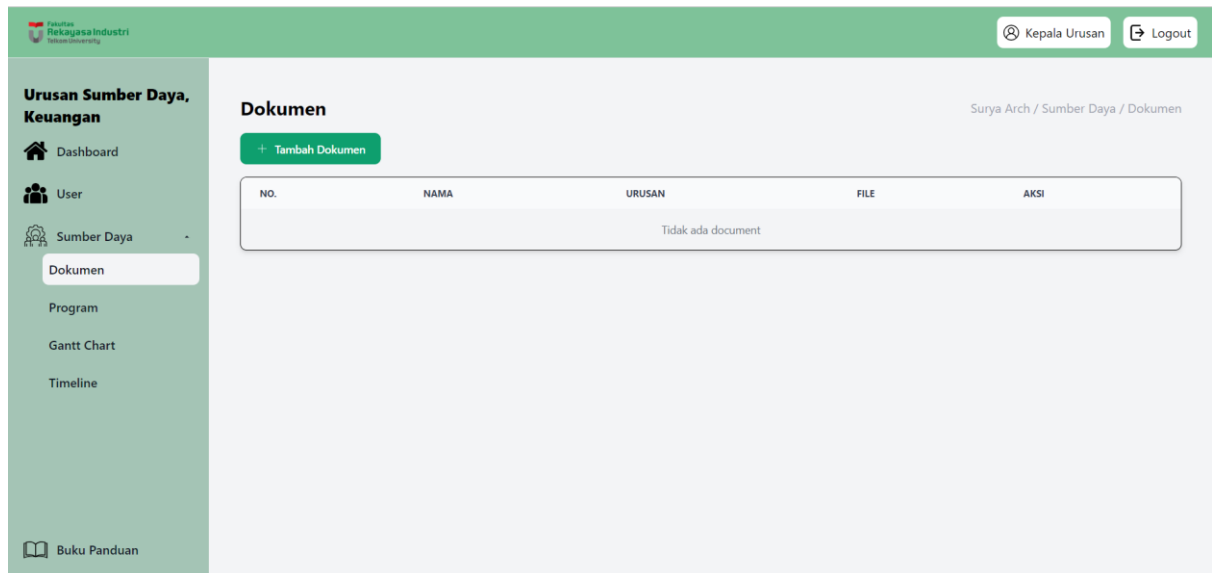 Fakultas
Rekayasa Industri
Telkom University
Kepala Urusan
Logout
Urusan Sumber Daya,
Keuangan
Dashboard
User
Sumber Daya
Dokumen
Program
Gantt Chart
Timeline
Buku Panduan
Dokumen
Surya Arch / Sumber Daya / Dokumen
+ Tambah Dokumen
NO. NAMA URUSAN FILE AKSI
Tidak ada document